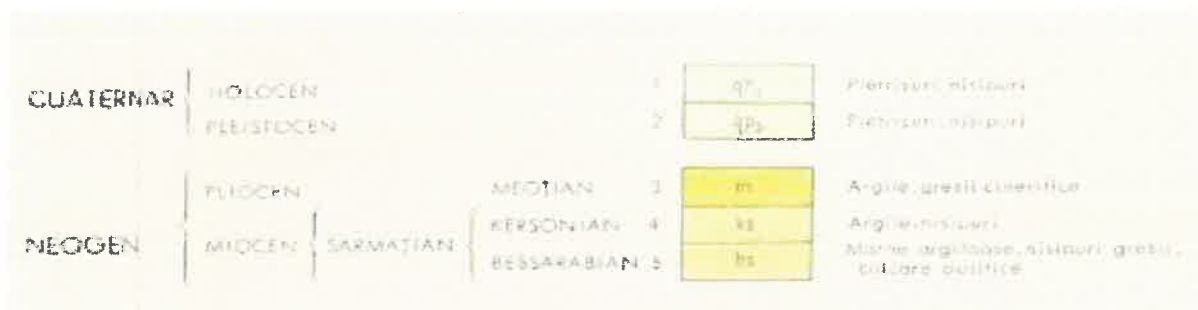 CUATERNAR
HOLOCEN 1 Pietrișuri, nisipuri
PLEISTOCEN 2 qp₃ Pietrișuri, nisipuri
NEOGEN
PLIOCEN MEOȚIAN 3 m Argile, gresii cineritice
MIOCEN SARMAȚIAN KERSONIAN 4 ks Argile, nisipuri
BESSARABIAN 5 bs Marne argiloase, nisipuri, gresii,
calcare oolitice